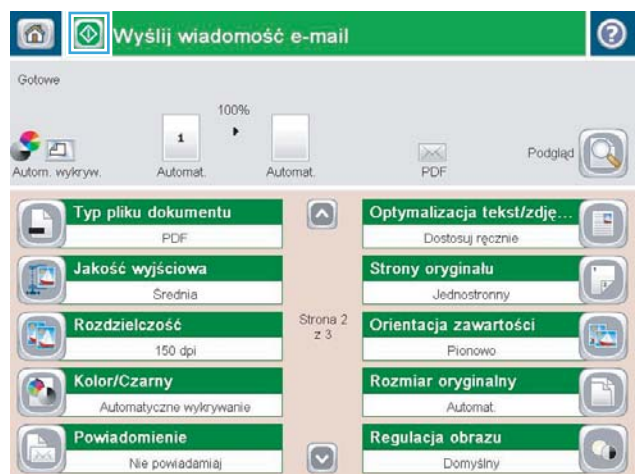 Wyślij wiadomość e-mail
Gotowe
100%
1
Autom. wykryw.
Automat.
Automat.
PDF
Podgląd
Typ pliku dokumentu
PDF
Jakość wyjściowa
Średnia
Rozdzielczość
150 dpi
Kolor/Czarny
Automatyczne wykrywanie
Powiadomienie
Nie powiadamiaj
Strona 2
z 3
Optymalizacja tekst/zdję...
Dostosuj ręcznie
Strony oryginału
Jednostronny
Orientacja zawartości
Pionowo
Rozmiar oryginalny
Automat.
Regulacja obrazu
Domyślny